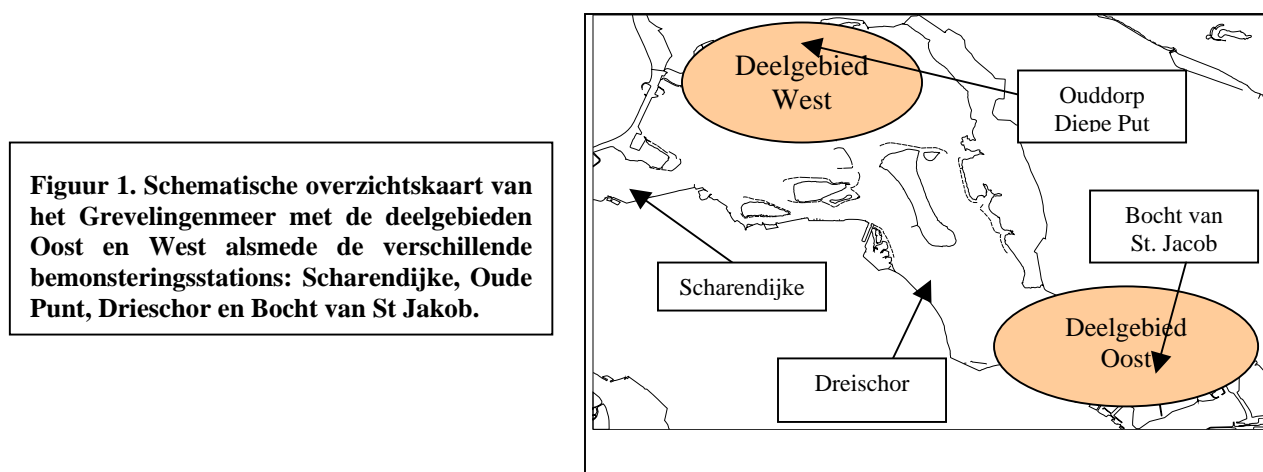 Figuur 1. Schematische overzichtskaart van
het Grevelingenmeer met de deelgebieden
Oost en West alsmede de verschillende
bemonsteringsstations: Scharendijke, Oude
Punt, Drieschor en Bocht van St Jakob.
Deelgebied
West
Ouddorp
Diepe Put
Bocht van
St. Jacob
Scharendijke
Deelgebied
Oost
Dreischor